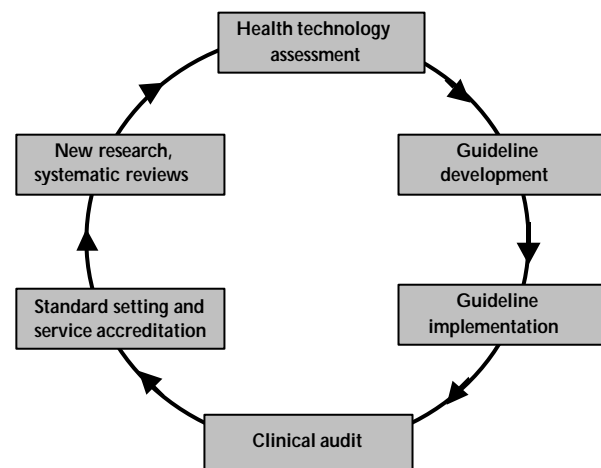 Health technology
assessment
New research,
systematic reviews
Guideline
development
Standard setting and
service accreditation
Guideline
implementation
Clinical audit